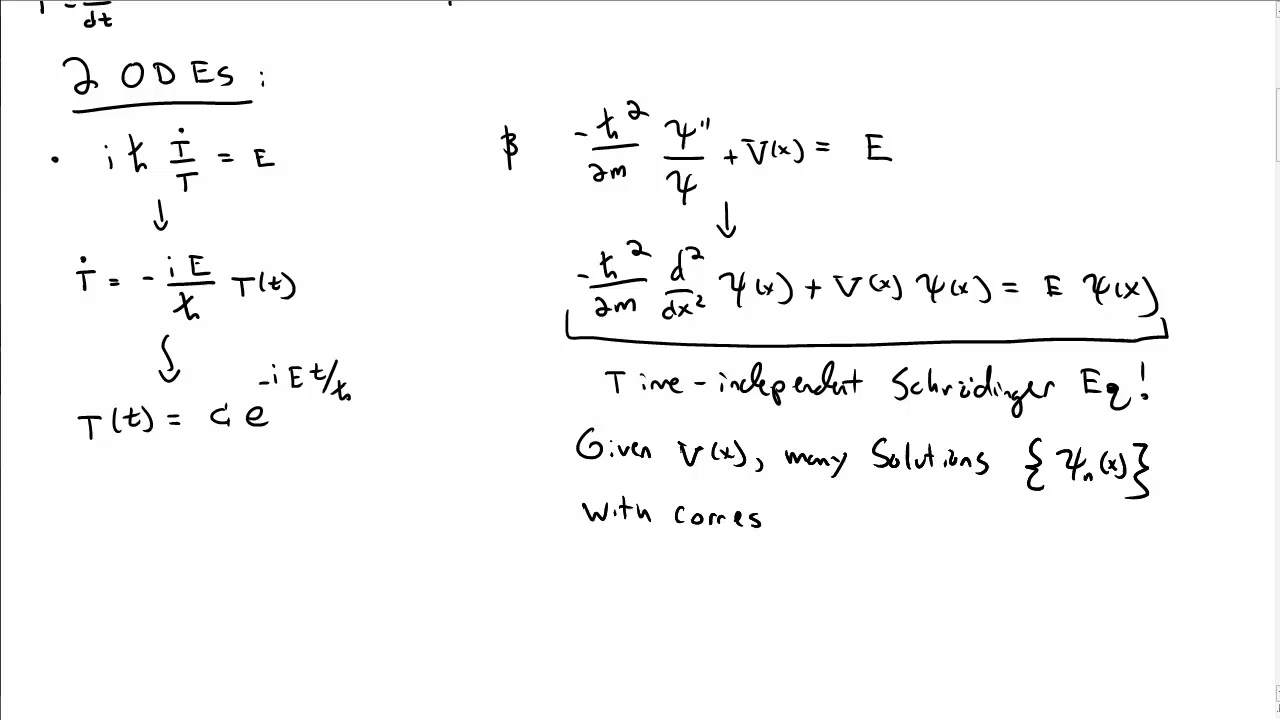 dt
2 ODEs:
• iħ Ṫ/T = E
↓
Ṫ = - iE/ħ T(t)
↓
T(t) = C e^{-iEt/ħ}
-ħ²/2m ψ''/ψ + V(x) = E
↓
-ħ²/2m d²/dx² ψ(x) + V(x) ψ(x) = E ψ(x)
Time-independent Schrödinger Eq!
Given V(x), many solutions {ψₙ(x)}
with corres